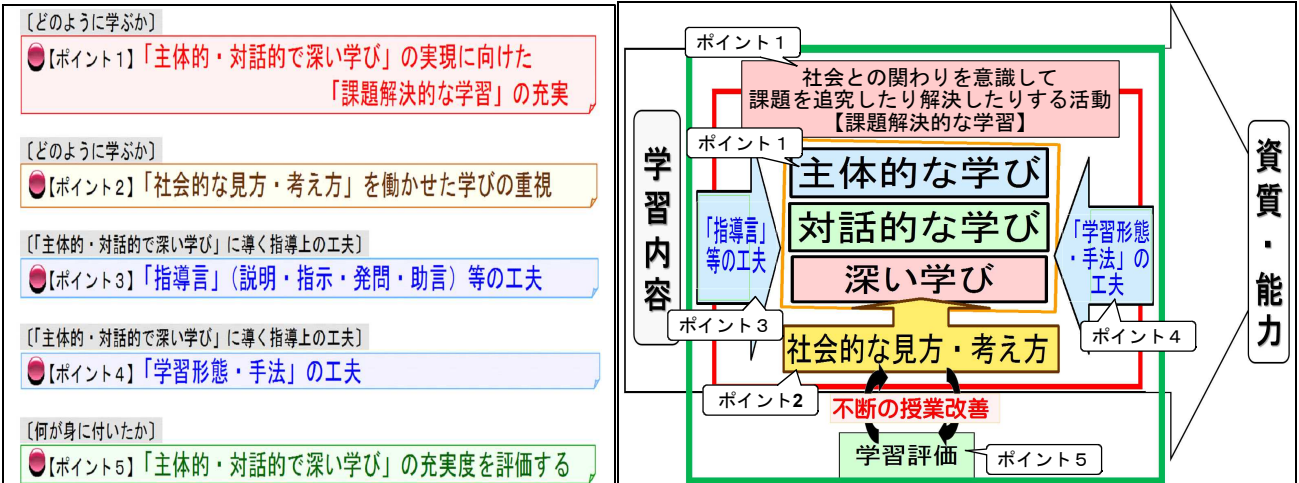 〔どのように学ぶか〕
【ポイント1】「主体的・対話的で深い学び」の実現に向けた
「課題解決的な学習」の充実
〔どのように学ぶか〕
【ポイント2】「社会的な見方・考え方」を働かせた学びの重視
〔「主体的・対話的で深い学び」に導く指導上の工夫〕
【ポイント3】「指導言」（説明・指示・発問・助言）等の工夫
〔「主体的・対話的で深い学び」に導く指導上の工夫〕
【ポイント4】「学習形態・手法」の工夫
〔何が身に付いたか〕
【ポイント5】「主体的・対話的で深い学び」の充実度を評価する
ポイント1
社会との関わりを意識して
課題を追究したり解決したりする活動
【課題解決的な学習】
学習内容
ポイント1
主体的な学び
対話的な学び
深い学び
「指導言」
等の工夫
ポイント3
「学習形態
・手法」の
工夫
ポイント4
社会的な見方・考え方
ポイント2
不断の授業改善
学習評価
ポイント5
資質・能力